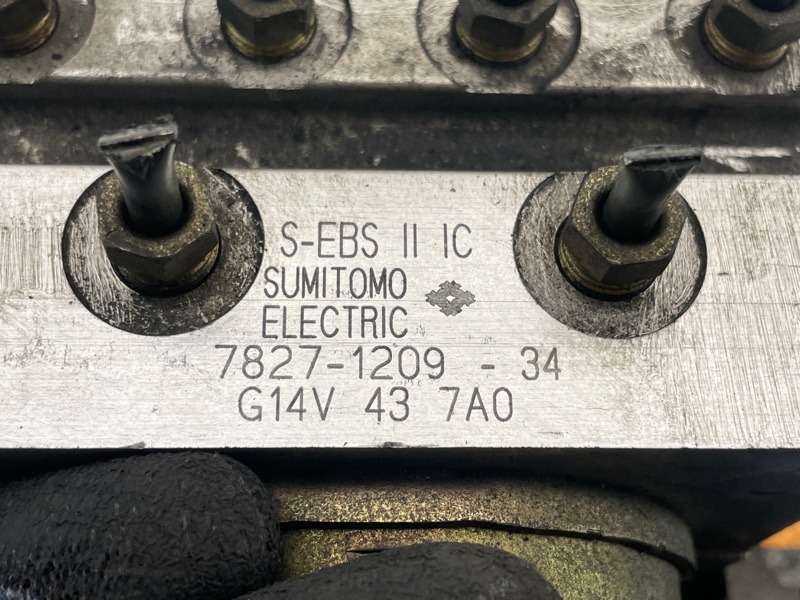 S-EBS II IC
SUMITOMO
ELECTRIC
7827-1209 - 34
G14V 43 7A0